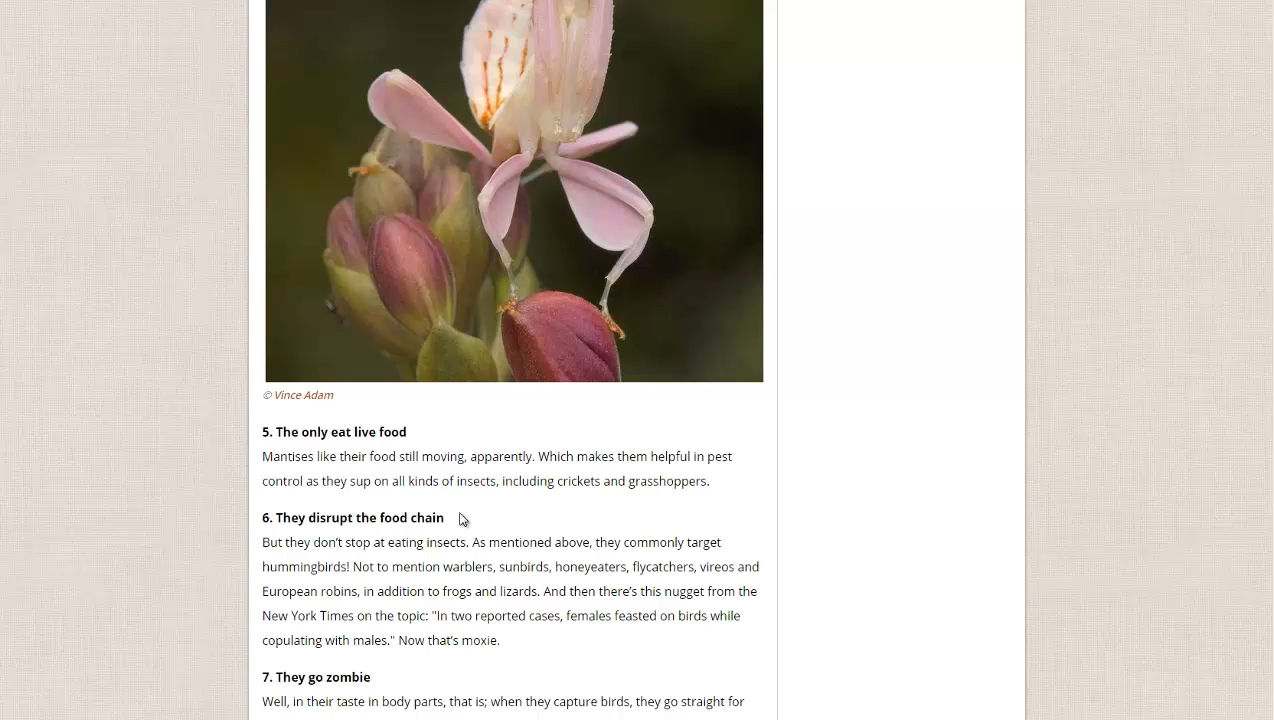 © Vince Adam
5. The only eat live food
Mantises like their food still moving, apparently. Which makes them helpful in pest
control as they sup on all kinds of insects, including crickets and grasshoppers.
6. They disrupt the food chain
But they don’t stop at eating insects. As mentioned above, they commonly target
hummingbirds! Not to mention warblers, sunbirds, honeyeaters, flycatchers, vireos and
European robins, in addition to frogs and lizards. And then there’s this nugget from the
New York Times on the topic: "In two reported cases, females feasted on birds while
copulating with males." Now that’s moxie.
7. They go zombie
Well, in their taste in body parts, that is; when they capture birds, they go straight for